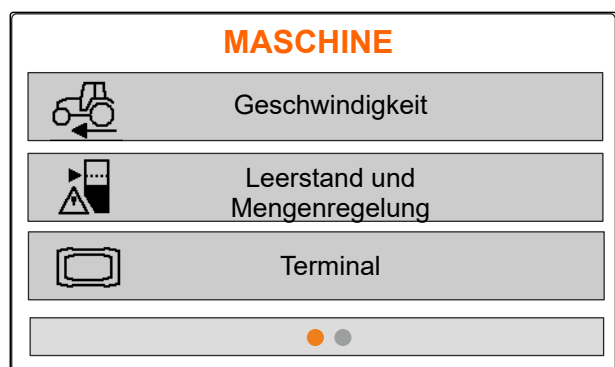 MASCHINE
Geschwindigkeit
Leerstand und
Mengenregelung
Terminal